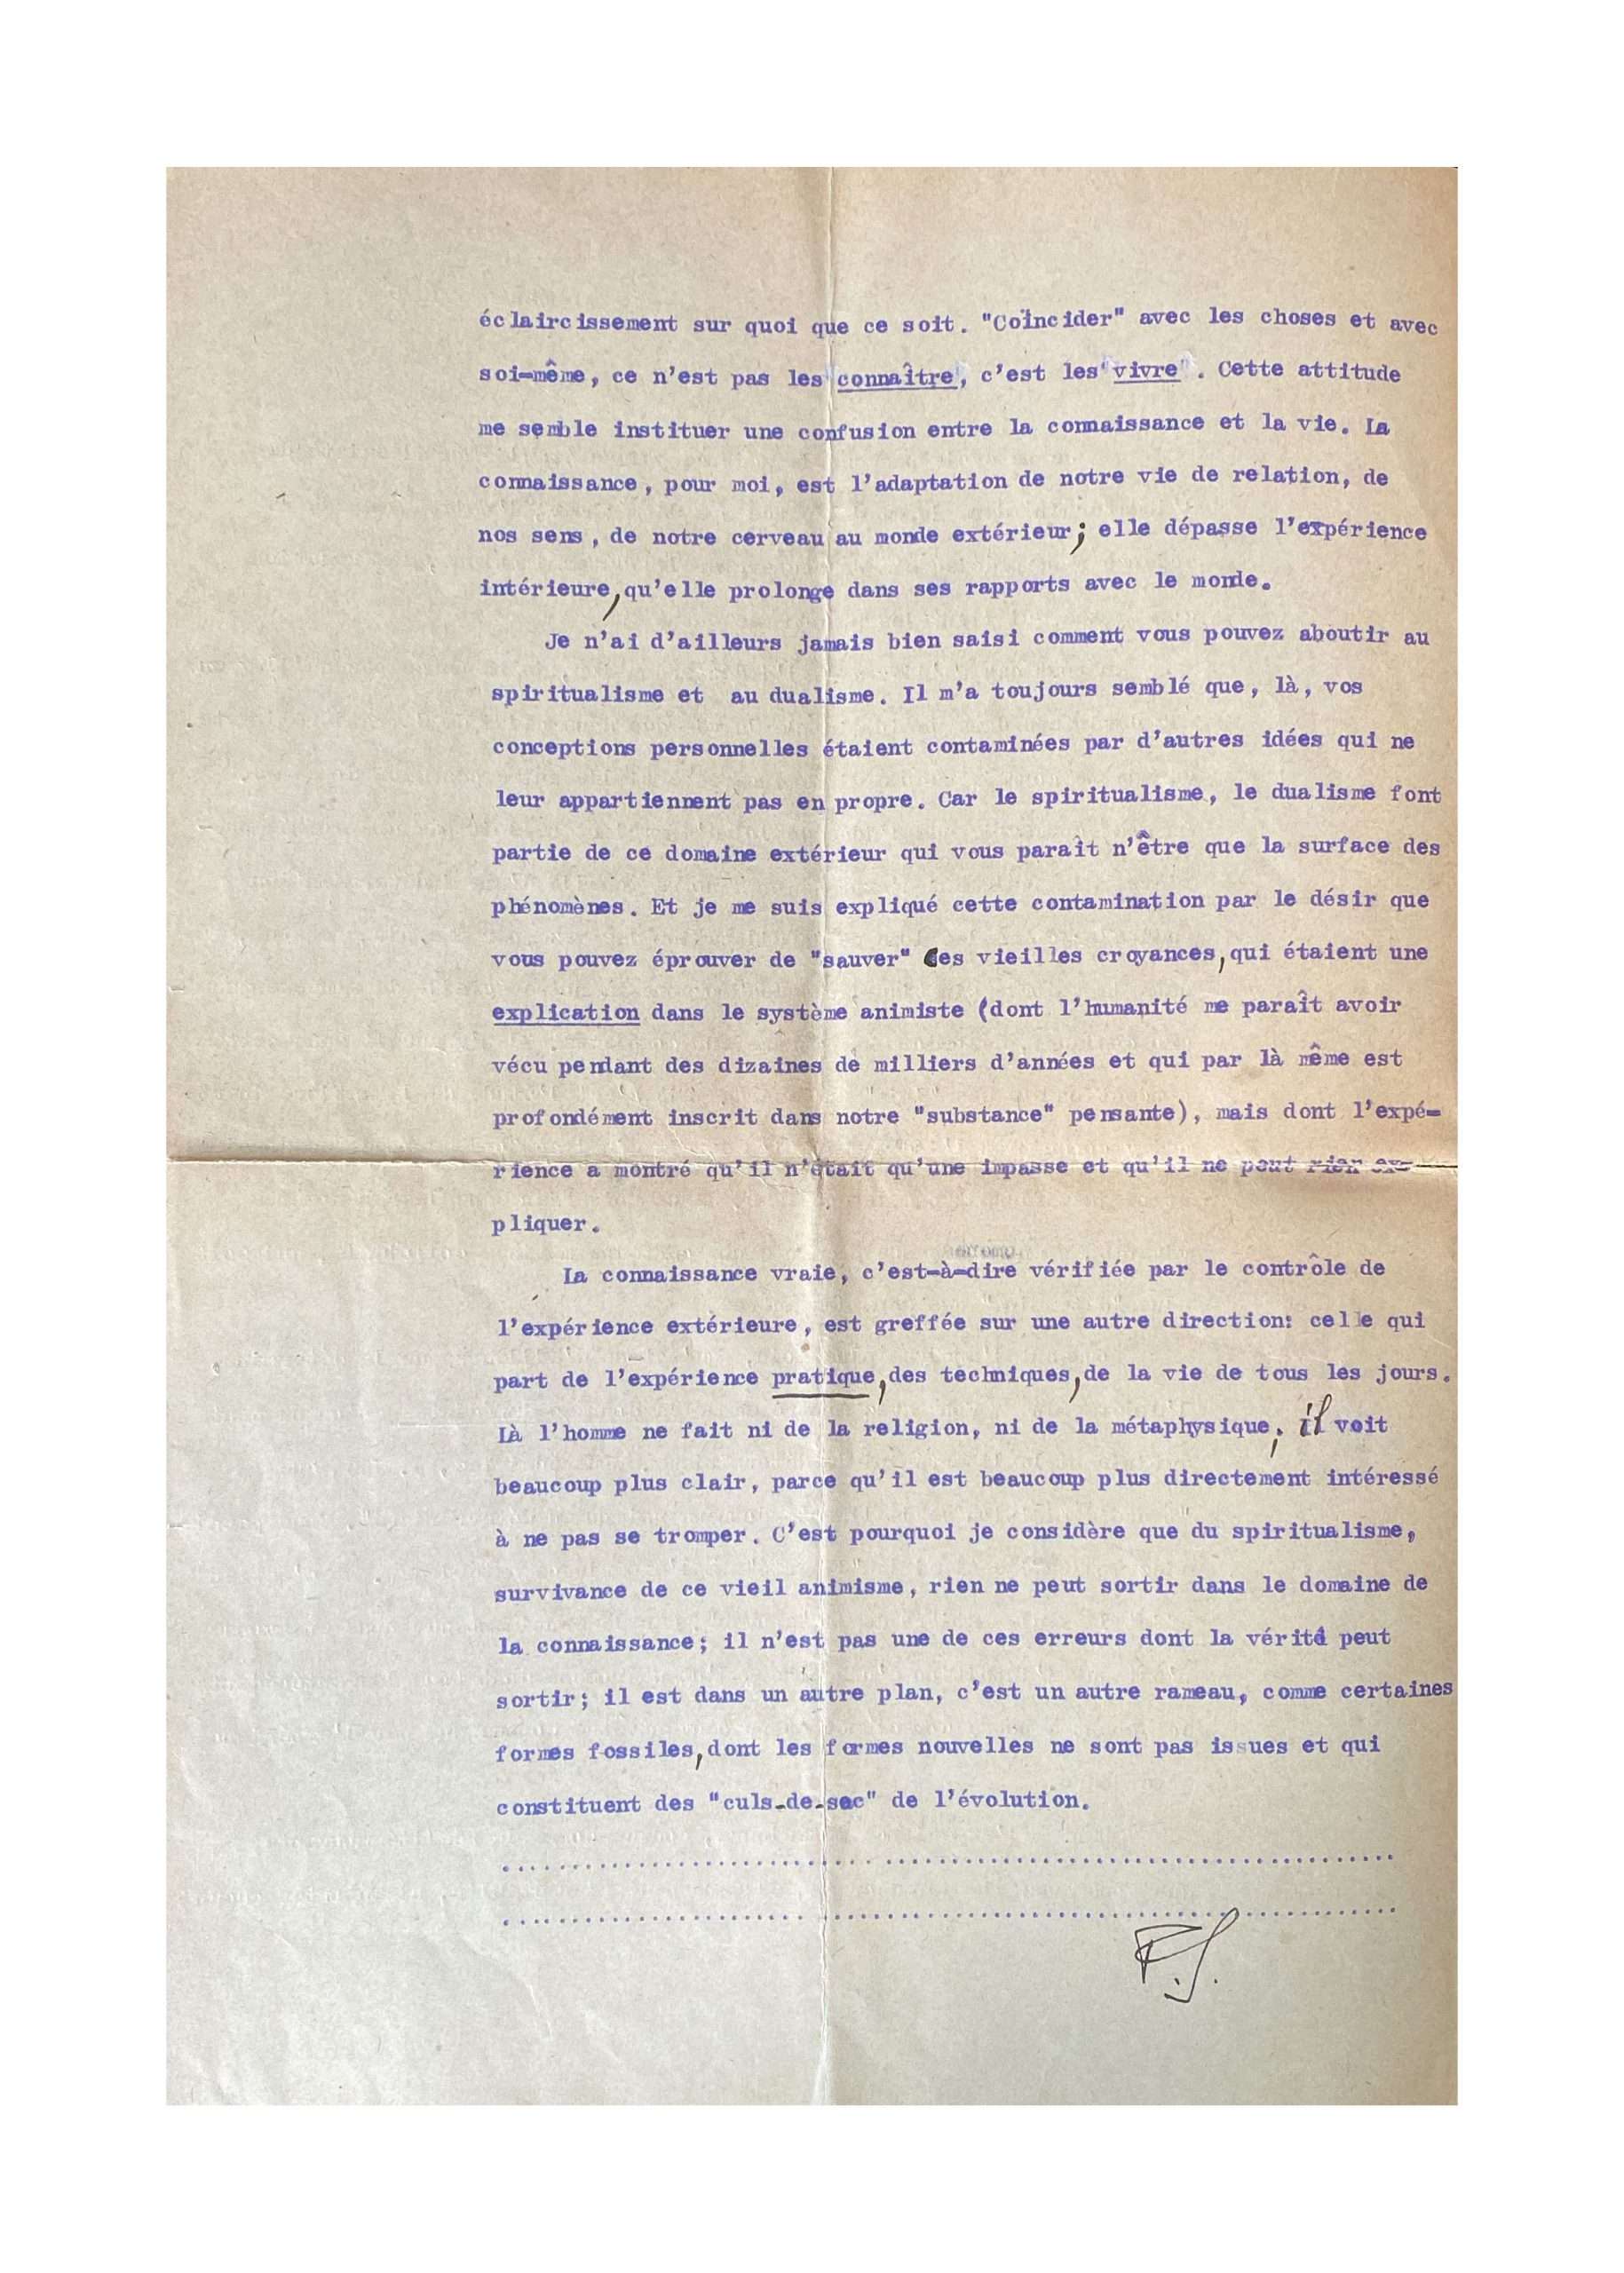 éclaircissement sur quoi que ce soit. "Coïncider" avec les choses et avec
soi-même, ce n'est pas les "connaître", c'est les "vivre". Cette attitude
me semble instituer une confusion entre la connaissance et la vie. La
connaissance, pour moi, est l'adaptation de notre vie de relation, de
nos sens, de notre cerveau au monde extérieur; elle dépasse l'expérience
intérieure, qu'elle prolonge dans ses rapports avec le monde.
Je n'ai d'ailleurs jamais bien saisi comment vous pouvez aboutir au
spiritualisme et au dualisme. Il m'a toujours semblé que, là, vos
conceptions personnelles étaient contaminées par d'autres idées qui ne
leur appartiennent pas en propre. Car le spiritualisme, le dualisme font
partie de ce domaine extérieur qui vous paraît n'être que la surface des
phénomènes. Et je me suis expliqué cette contamination par le désir que
vous pouvez éprouver de "sauver" ces vieilles croyances, qui étaient une
explication dans le système animiste (dont l'humanité me paraît avoir
vécu pendant des dizaines de milliers d'années et qui par là même est
profondément inscrit dans notre "substance" pensante), mais dont l'expé-
rience a montré qu'il n'était qu'une impasse et qu'il ne peut rien ex-
pliquer.
La connaissance vraie, c'est-à-dire vérifiée par le contrôle de
l'expérience extérieure, est greffée sur une autre direction: celle qui
part de l'expérience pratique, des techniques, de la vie de tous les jours.
Là l'homme ne fait ni de la religion, ni de la métaphysique; il voit
beaucoup plus clair, parce qu'il est beaucoup plus directement intéressé
à ne pas se tromper. C'est pourquoi je considère que du spiritualisme,
survivance de ce vieil animisme, rien ne peut sortir dans le domaine de
la connaissance; il n'est pas une de ces erreurs dont la vérité peut
sortir; il est dans un autre plan, c'est un autre rameau, comme certaines
formes fossiles, dont les formes nouvelles ne sont pas issues et qui
constituent des "culs-de-sac" de l'évolution.
................................................................
................................................................